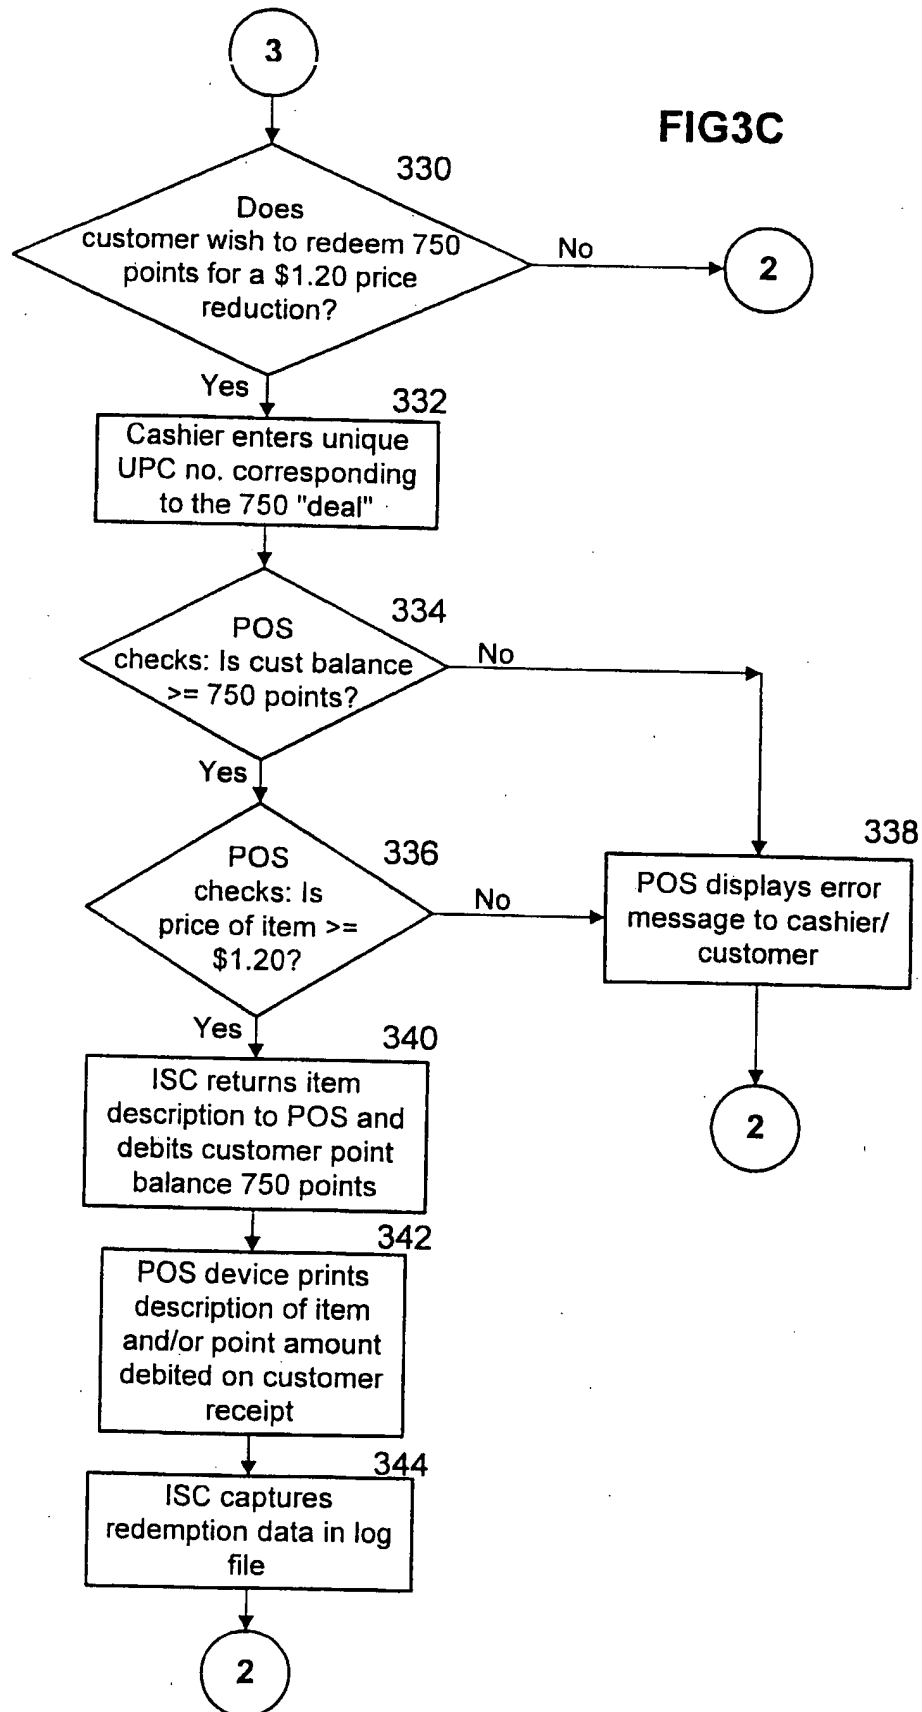 3
FIG3C
330
Does
customer wish to redeem 750
points for a $1.20 price
reduction?
No
2
Yes
332
Cashier enters unique
UPC no. corresponding
to the 750 "deal"
334
POS
checks: Is cust balance
>= 750 points?
No
Yes
336
POS
checks: Is
price of item >=
$1.20?
No
338
POS displays error
message to cashier/
customer
2
Yes
340
ISC returns item
description to POS and
debits customer point
balance 750 points
342
POS device prints
description of item
and/or point amount
debited on customer
receipt
344
ISC captures
redemption data in log
file
2